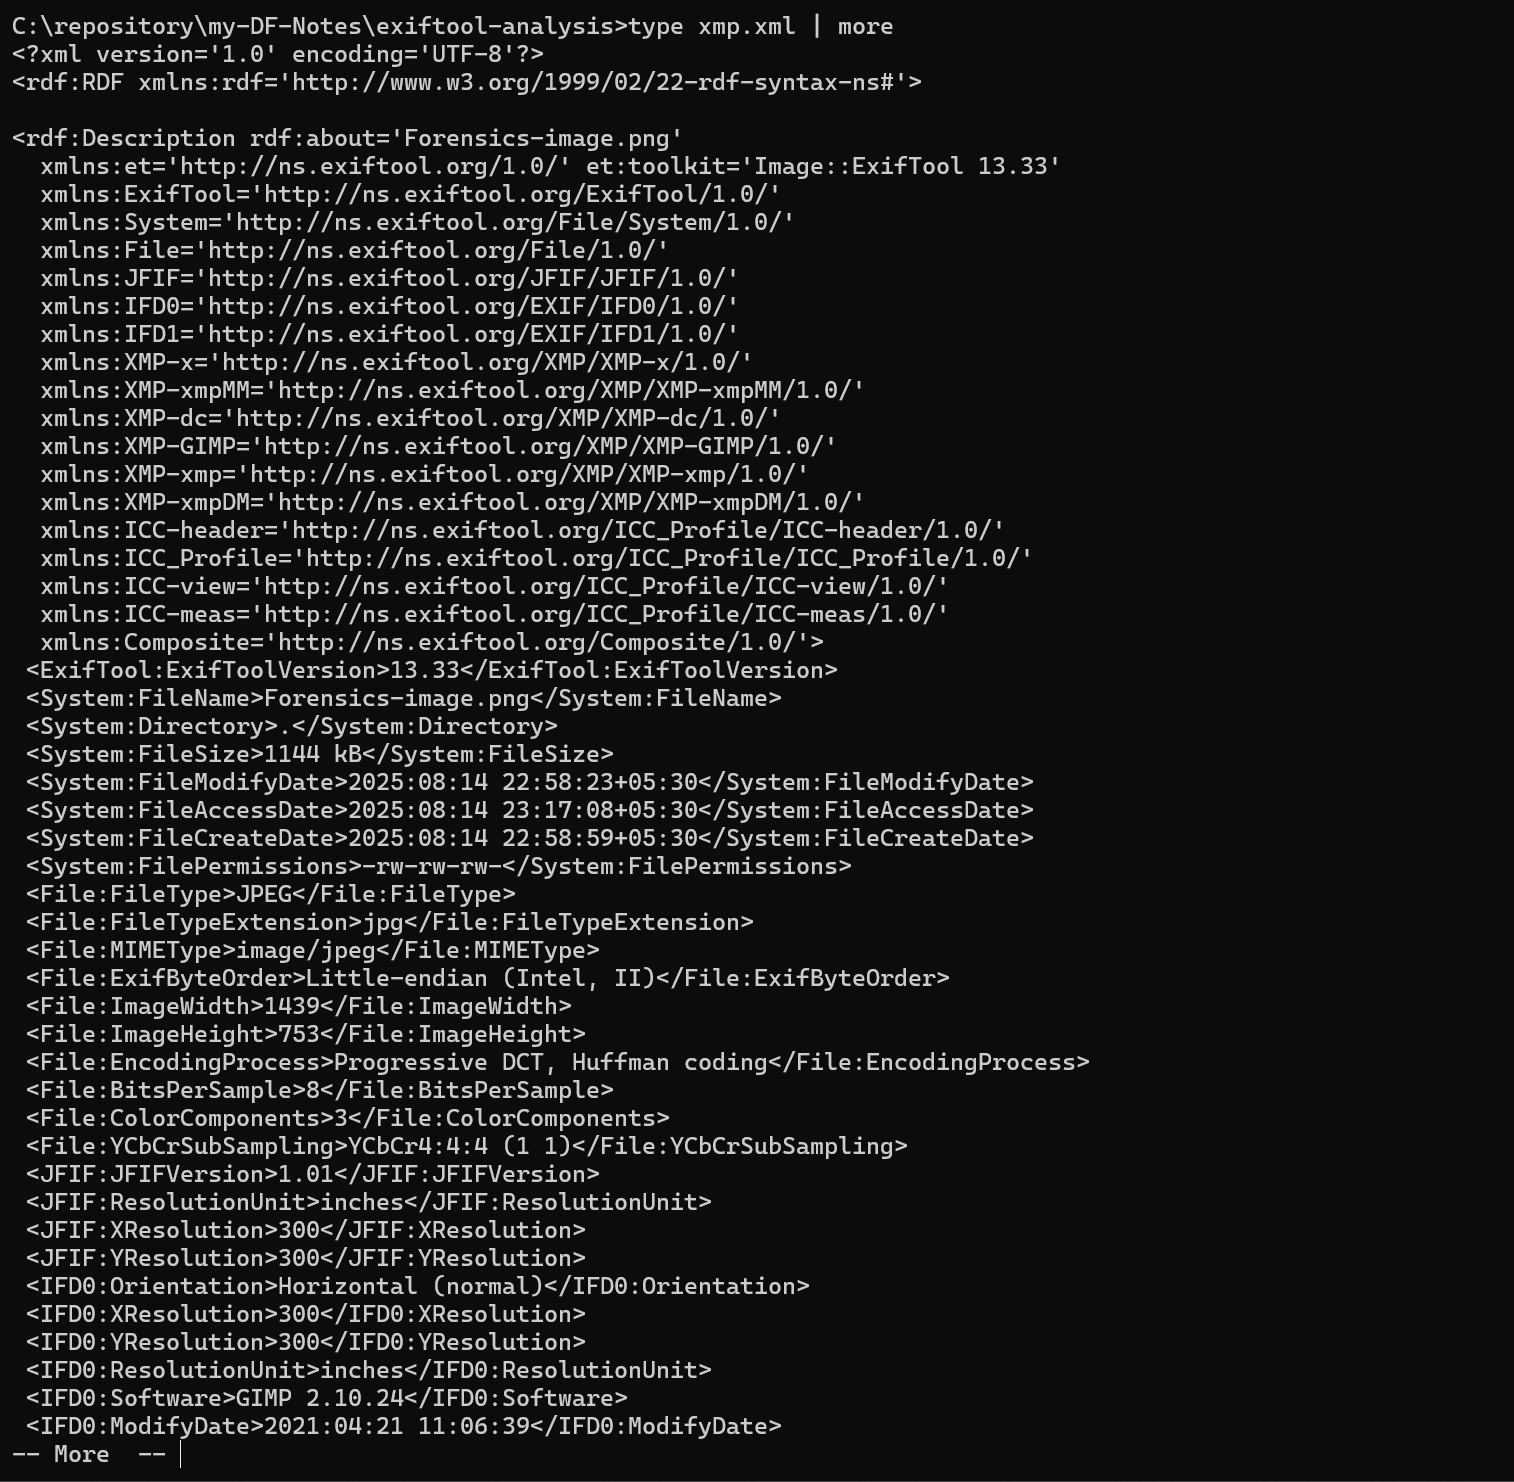 C:\repository\my-DF-Notes\exiftool-analysis>type xmp.xml | more
<?xml version='1.0' encoding='UTF-8'?>
<rdf:RDF xmlns:rdf='http://www.w3.org/1999/02/22-rdf-syntax-ns#'>

<rdf:Description rdf:about='Forensics-image.png'
  xmlns:et='http://ns.exiftool.org/1.0/' et:toolkit='Image::ExifTool 13.33'
  xmlns:ExifTool='http://ns.exiftool.org/ExifTool/1.0/'
  xmlns:System='http://ns.exiftool.org/File/System/1.0/'
  xmlns:File='http://ns.exiftool.org/File/1.0/'
  xmlns:JFIF='http://ns.exiftool.org/JFIF/JFIF/1.0/'
  xmlns:IFD0='http://ns.exiftool.org/EXIF/IFD0/1.0/'
  xmlns:IFD1='http://ns.exiftool.org/EXIF/IFD1/1.0/'
  xmlns:XMP-x='http://ns.exiftool.org/XMP/XMP-x/1.0/'
  xmlns:XMP-xmpMM='http://ns.exiftool.org/XMP/XMP-xmpMM/1.0/'
  xmlns:XMP-dc='http://ns.exiftool.org/XMP/XMP-dc/1.0/'
  xmlns:XMP-GIMP='http://ns.exiftool.org/XMP/XMP-GIMP/1.0/'
  xmlns:XMP-xmp='http://ns.exiftool.org/XMP/XMP-xmp/1.0/'
  xmlns:XMP-xmpDM='http://ns.exiftool.org/XMP/XMP-xmpDM/1.0/'
  xmlns:ICC-header='http://ns.exiftool.org/ICC_Profile/ICC-header/1.0/'
  xmlns:ICC_Profile='http://ns.exiftool.org/ICC_Profile/ICC_Profile/1.0/'
  xmlns:ICC-view='http://ns.exiftool.org/ICC_Profile/ICC-view/1.0/'
  xmlns:ICC-meas='http://ns.exiftool.org/ICC_Profile/ICC-meas/1.0/'
  xmlns:Composite='http://ns.exiftool.org/Composite/1.0/'>
 <ExifTool:ExifToolVersion>13.33</ExifTool:ExifToolVersion>
 <System:FileName>Forensics-image.png</System:FileName>
 <System:Directory>.</System:Directory>
 <System:FileSize>1144 kB</System:FileSize>
 <System:FileModifyDate>2025:08:14 22:58:23+05:30</System:FileModifyDate>
 <System:FileAccessDate>2025:08:14 23:17:08+05:30</System:FileAccessDate>
 <System:FileCreateDate>2025:08:14 22:58:59+05:30</System:FileCreateDate>
 <System:FilePermissions>-rw-rw-rw-</System:FilePermissions>
 <File:FileType>JPEG</File:FileType>
 <File:FileTypeExtension>jpg</File:FileTypeExtension>
 <File:MIMEType>image/jpeg</File:MIMEType>
 <File:ExifByteOrder>Little-endian (Intel, II)</File:ExifByteOrder>
 <File:ImageWidth>1439</File:ImageWidth>
 <File:ImageHeight>753</File:ImageHeight>
 <File:EncodingProcess>Progressive DCT, Huffman coding</File:EncodingProcess>
 <File:BitsPerSample>8</File:BitsPerSample>
 <File:ColorComponents>3</File:ColorComponents>
 <File:YCbCrSubSampling>YCbCr4:4:4 (1 1)</File:YCbCrSubSampling>
 <JFIF:JFIFVersion>1.01</JFIF:JFIFVersion>
 <JFIF:ResolutionUnit>inches</JFIF:ResolutionUnit>
 <JFIF:XResolution>300</JFIF:XResolution>
 <JFIF:YResolution>300</JFIF:YResolution>
 <IFD0:Orientation>Horizontal (normal)</IFD0:Orientation>
 <IFD0:XResolution>300</IFD0:XResolution>
 <IFD0:YResolution>300</IFD0:YResolution>
 <IFD0:ResolutionUnit>inches</IFD0:ResolutionUnit>
 <IFD0:Software>GIMP 2.10.24</IFD0:Software>
 <IFD0:ModifyDate>2021:04:21 11:06:39</IFD0:ModifyDate>
-- More  --